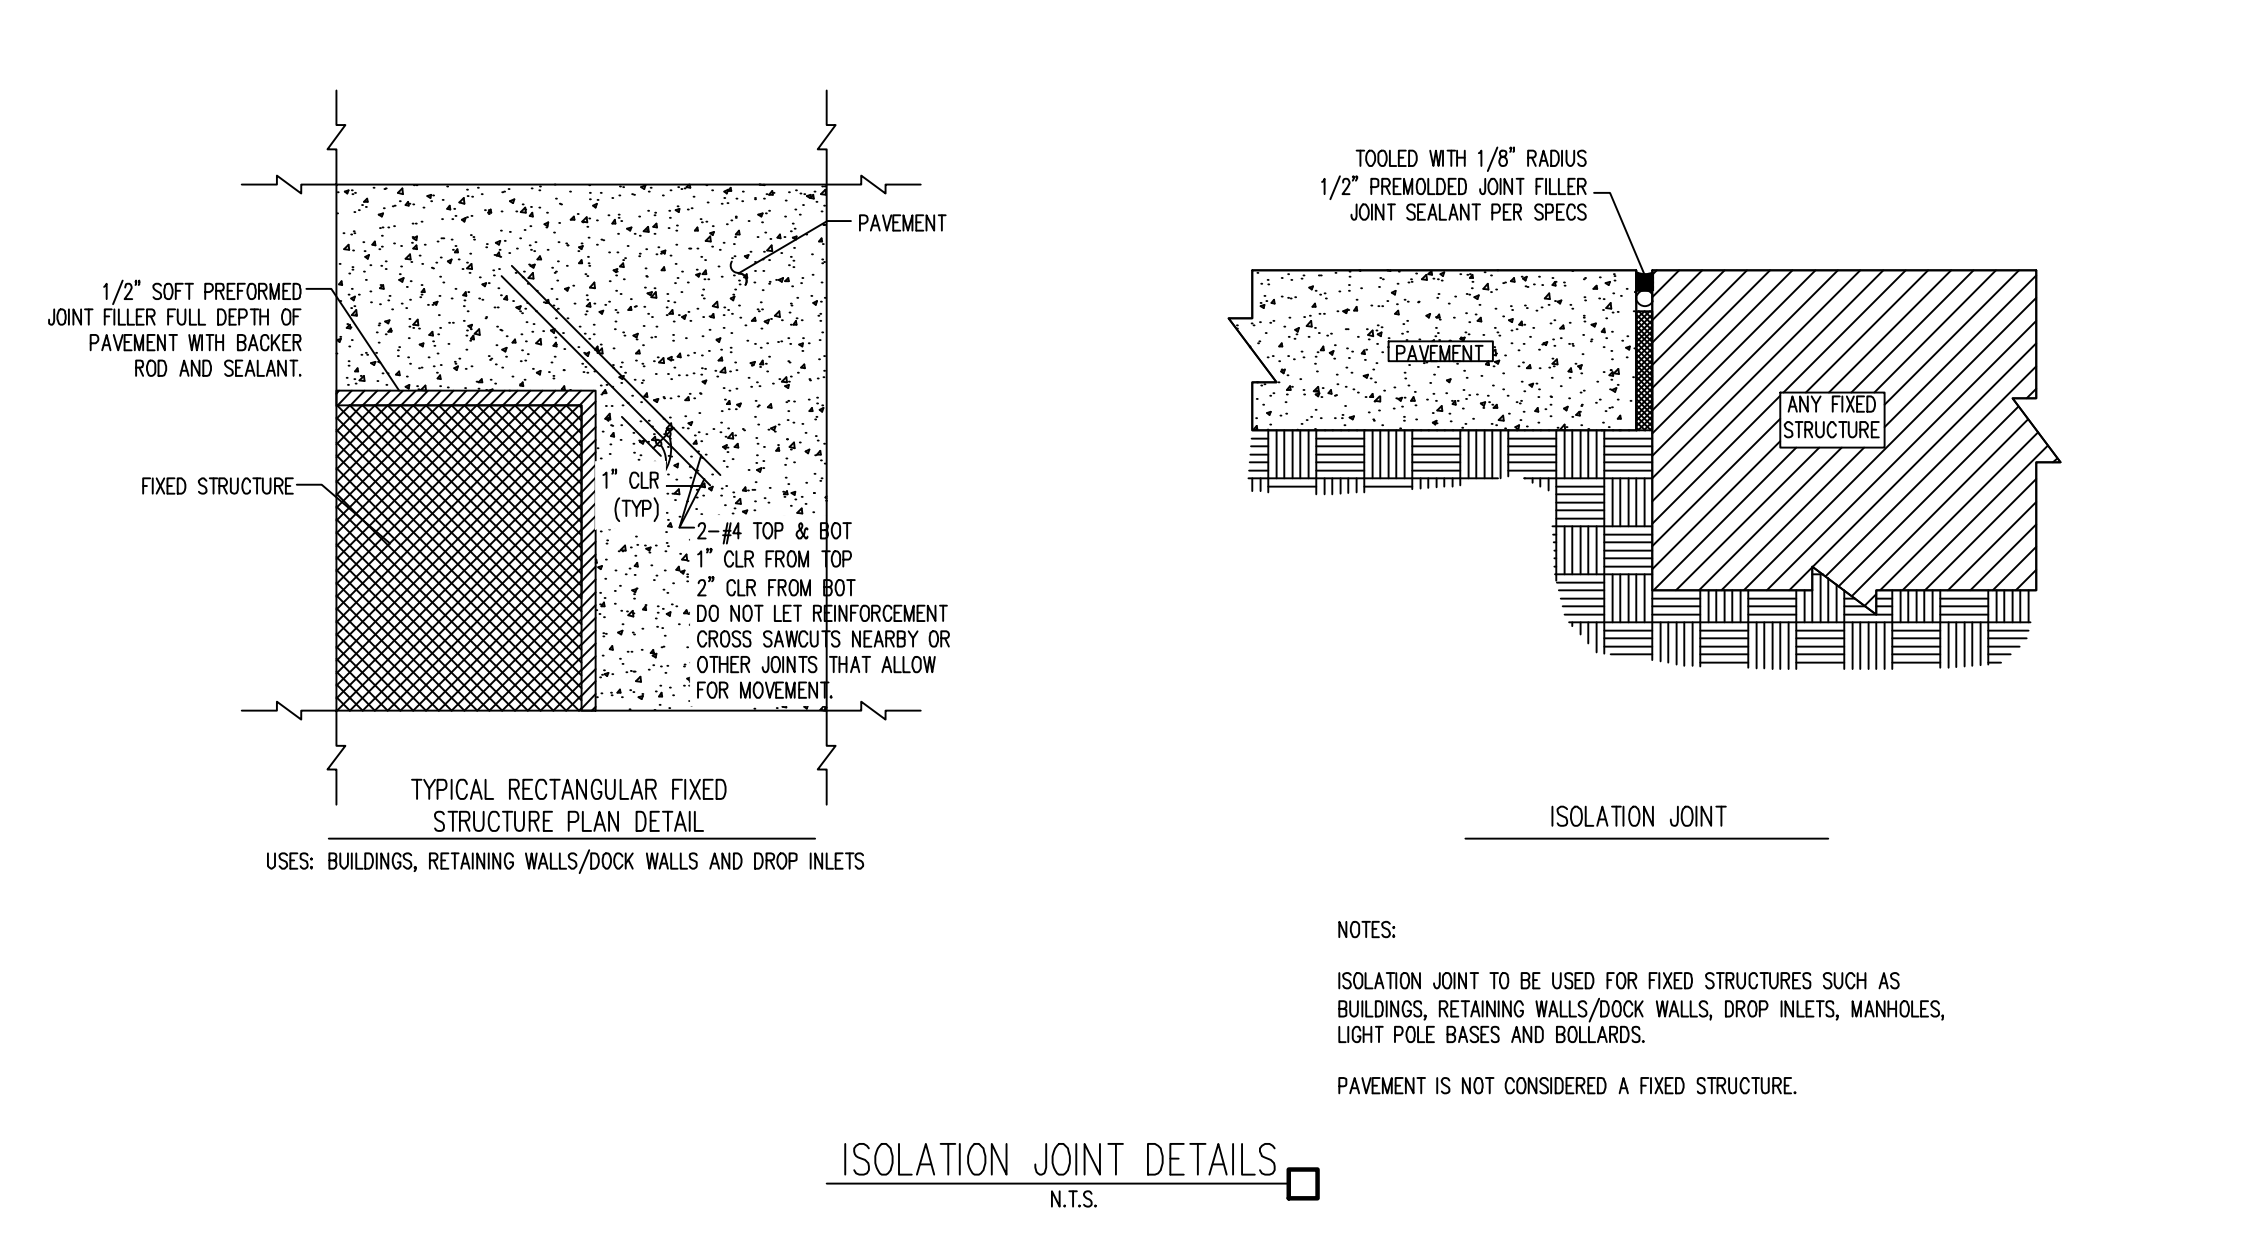 PAVEMENT
1/2" SOFT PREFORMED
JOINT FILLER FULL DEPTH OF
PAVEMENT WITH BACKER
ROD AND SEALANT.
FIXED STRUCTURE
1" CLR
(TYP)
2-#4 TOP & BOT
1" CLR FROM TOP
2" CLR FROM BOT
DO NOT LET REINFORCEMENT
CROSS SAWCUTS NEARBY OR
OTHER JOINTS THAT ALLOW
FOR MOVEMENT.
TYPICAL RECTANGULAR FIXED
STRUCTURE PLAN DETAIL
USES: BUILDINGS, RETAINING WALLS/DOCK WALLS AND DROP INLETS
TOOLED WITH 1/8" RADIUS
1/2" PREMOLDED JOINT FILLER
JOINT SEALANT PER SPECS
PAVEMENT
ANY FIXED
STRUCTURE
ISOLATION JOINT
NOTES:
ISOLATION JOINT TO BE USED FOR FIXED STRUCTURES SUCH AS
BUILDINGS, RETAINING WALLS/DOCK WALLS, DROP INLETS, MANHOLES,
LIGHT POLE BASES AND BOLLARDS.
PAVEMENT IS NOT CONSIDERED A FIXED STRUCTURE.
ISOLATION JOINT DETAILS
N.T.S.